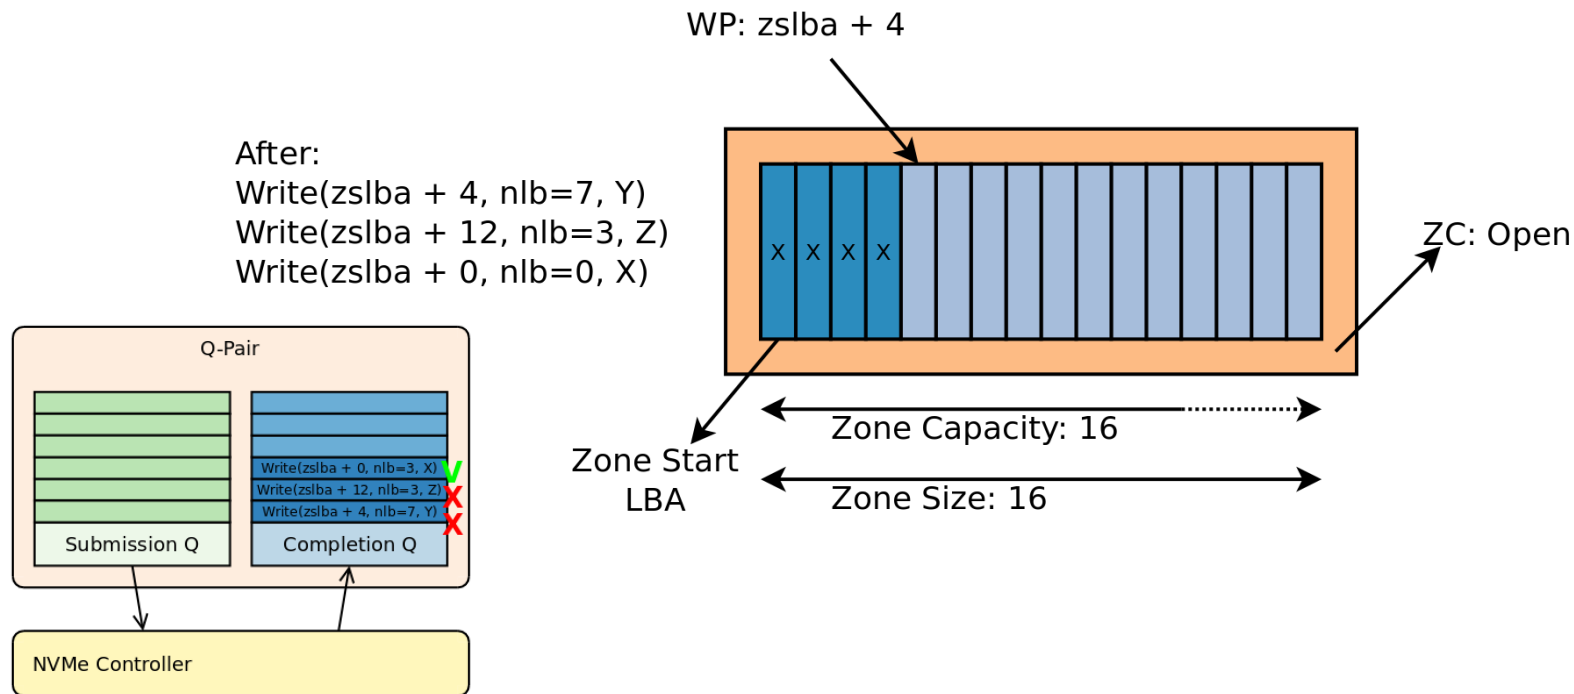 WP: zslba + 4
After:
Write(zslba + 4, nlb=7, Y)
Write(zslba + 12, nlb=3, Z)
Write(zslba + 0, nlb=0, X)
X X X X
ZC: Open
Zone Start
LBA
Zone Capacity: 16
Zone Size: 16
Q-Pair
Write(zslba + 0, nlb=3, X) V
Write(zslba + 12, nlb=3, Z) X
Write(zslba + 4, nlb=7, Y) X
Submission Q
Completion Q
NVMe Controller